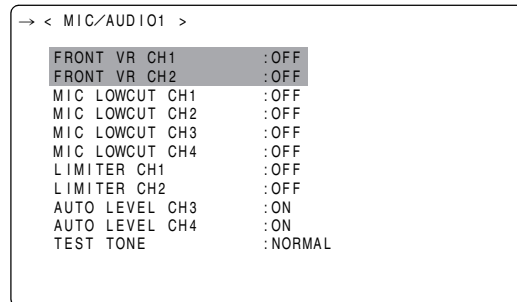 → < MIC/AUDIO1 >
FRONT VR CH1 :OFF
FRONT VR CH2 :OFF
MIC LOWCUT CH1 :OFF
MIC LOWCUT CH2 :OFF
MIC LOWCUT CH3 :OFF
MIC LOWCUT CH4 :OFF
LIMITER CH1 :OFF
LIMITER CH2 :OFF
AUTO LEVEL CH3 :ON
AUTO LEVEL CH4 :ON
TEST TONE :NORMAL